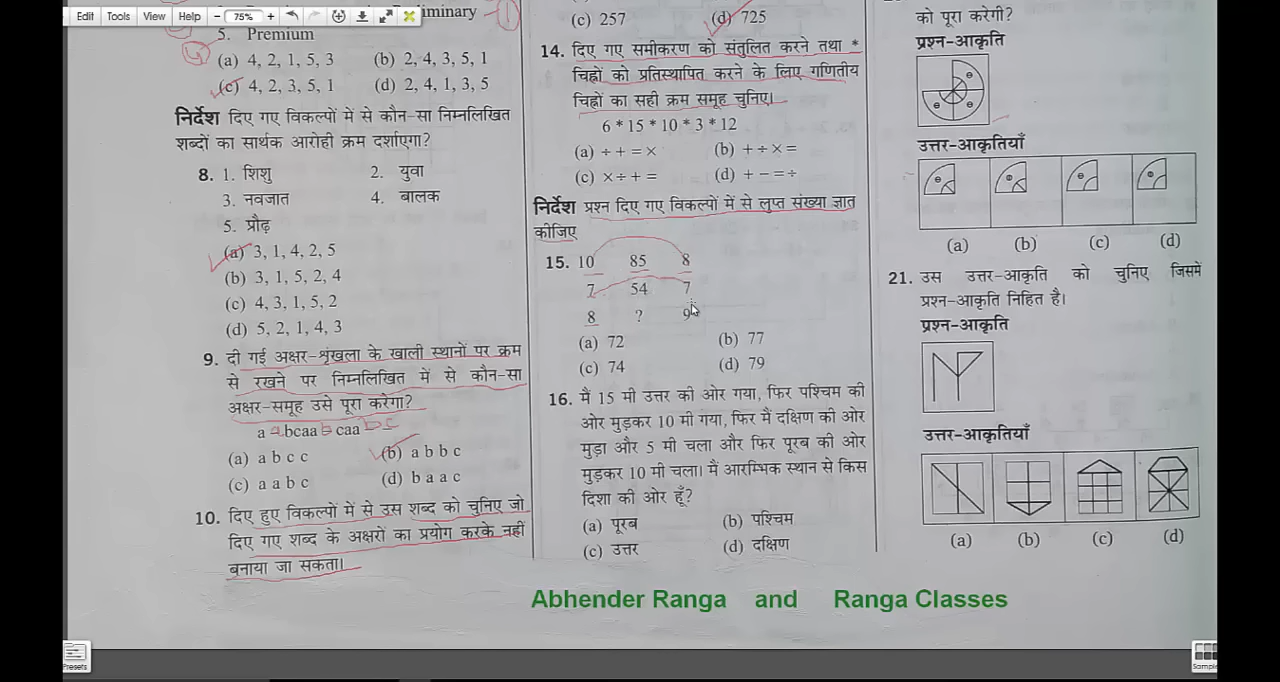 Edit Tools View Help - 75% +
liminary
5. Premium
(a) 4, 2, 1, 5, 3 (b) 2, 4, 3, 5, 1
(c) 4, 2, 3, 5, 1 (d) 2, 4, 1, 3, 5
निर्देश दिए गए विकल्पों में से कौन-सा निम्नलिखित
शब्दों का सार्थक आरोही क्रम दर्शाएगा?
8. 1. शिशु 2. युवा
3. नवजात 4. बालक
5. प्रौढ़
(a) 3, 1, 4, 2, 5
(b) 3, 1, 5, 2, 4
(c) 4, 3, 1, 5, 2
(d) 5, 2, 1, 4, 3
9. दी गई अक्षर-शृंखला के खाली स्थानों पर क्रम
से रखने पर निम्नलिखित में से कौन-सा
अक्षर-समूह उसे पूरा करेगा?
a a bcaa b caa b c
(a) a b c c (b) a b b c
(c) a a b c (d) b a a c
10. दिए हुए विकल्पों में से उस शब्द को चुनिए जो
दिए गए शब्द के अक्षरों का प्रयोग करके नहीं
बनाया जा सकता।
(c) 257 (d) 725
14. दिए गए समीकरण को संतुलित करने तथा *
चिह्नों को प्रतिस्थापित करने के लिए गणितीय
चिह्नों का सही क्रम समूह चुनिए।
6 * 15 * 10 * 3 * 12
(a) ÷ + = × (b) + ÷ × =
(c) × ÷ + = (d) + − = ÷
निर्देश प्रश्न दिए गए विकल्पों में से लुप्त संख्या ज्ञात
कीजिए
15. 10 85 8
7 54 7
8 ? 9
(a) 72 (b) 77
(c) 74 (d) 79
16. मैं 15 मी उत्तर की ओर गया, फिर पश्चिम की
ओर मुड़कर 10 मी गया, फिर मैं दक्षिण की ओर
मुड़ा और 5 मी चला और फिर पूरब की ओर
मुड़कर 10 मी चला। मैं आरम्भिक स्थान से किस
दिशा की ओर हूँ?
(a) पूरब (b) पश्चिम
(c) उत्तर (d) दक्षिण
को पूरा करेगी?
प्रश्न-आकृति
उत्तर-आकृतियाँ
(a) (b) (c) (d)
21. उस उत्तर-आकृति को चुनिए जिसमें
प्रश्न-आकृति निहित है।
प्रश्न-आकृति
उत्तर-आकृतियाँ
(a) (b) (c) (d)
Abhender Ranga and Ranga Classes